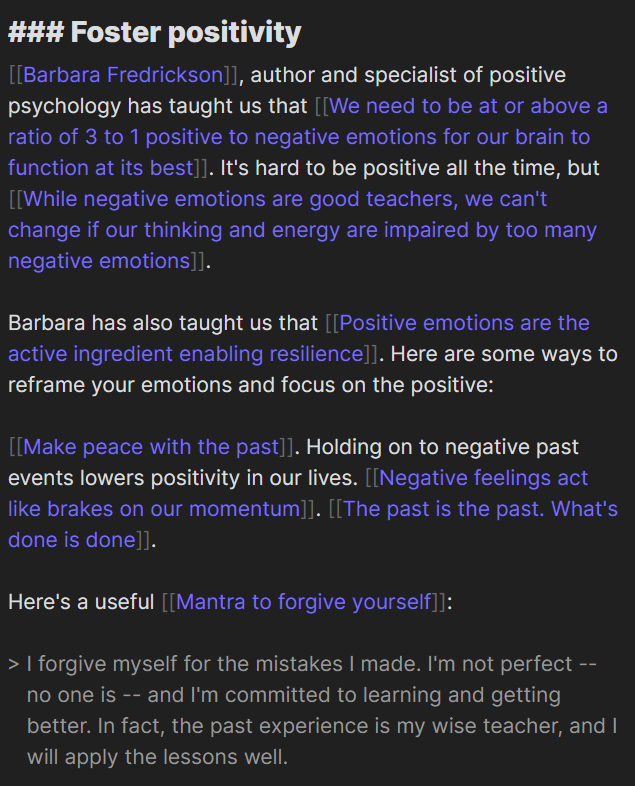 ### Foster positivity
[[Barbara Fredrickson]], author and specialist of positive
psychology has taught us that [[We need to be at or above a
ratio of 3 to 1 positive to negative emotions for our brain to
function at its best]]. It's hard to be positive all the time, but
[[While negative emotions are good teachers, we can't
change if our thinking and energy are impaired by too many
negative emotions]].
Barbara has also taught us that [[Positive emotions are the
active ingredient enabling resilience]]. Here are some ways to
reframe your emotions and focus on the positive:
[[Make peace with the past]]. Holding on to negative past
events lowers positivity in our lives. [[Negative feelings act
like brakes on our momentum]]. [[The past is the past. What's
done is done]].
Here's a useful [[Mantra to forgive yourself]]:
> I forgive myself for the mistakes I made. I'm not perfect --
no one is -- and I'm committed to learning and getting
better. In fact, the past experience is my wise teacher, and I
will apply the lessons well.